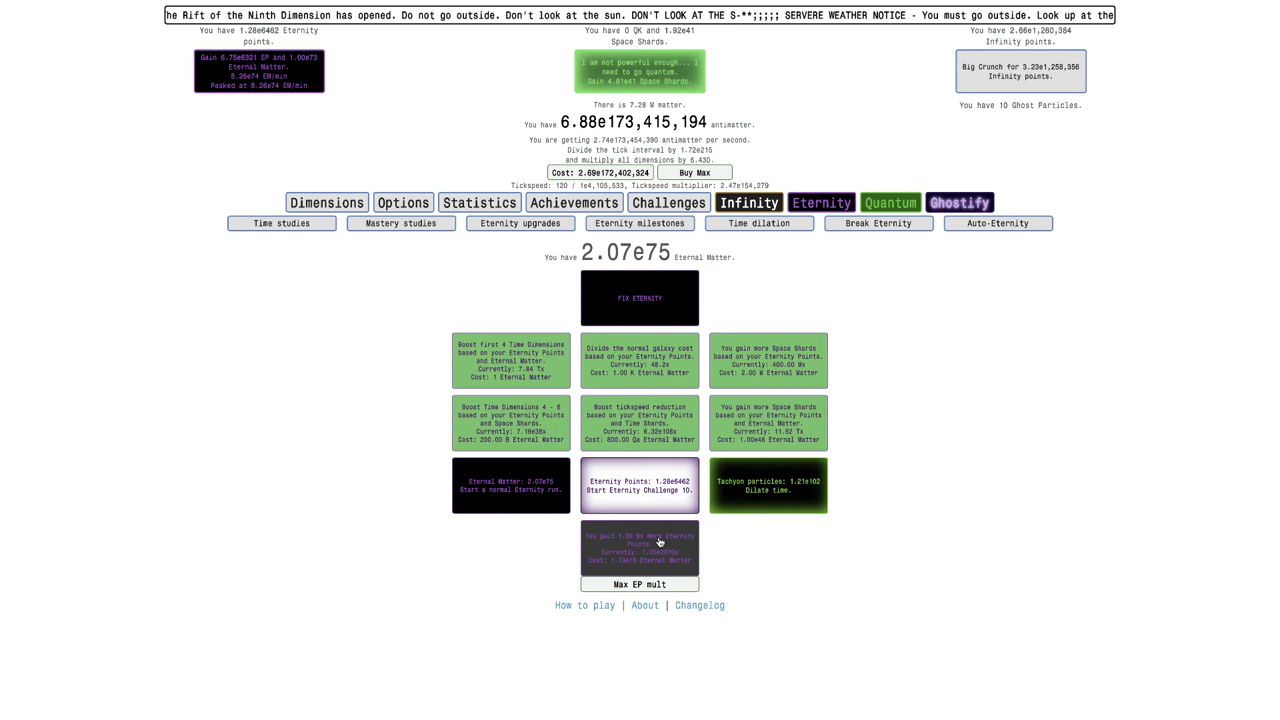 he Rift of the Ninth Dimension has opened. Do not go outside. Don't look at the sun. DON'T LOOK AT THE S-**;;;;; SERVERE WEATHER NOTICE - You must go outside. Look up at the
You have 1.28e6462 Eternity
points.
Gain 6.75e6321 EP and 1.00e73
Eternal Matter.
8.26e74 EM/min
Peaked at 8.26e74 EM/min
You have 0 QK and 1.92e41
Space Shards.
I am not powerful enough... I
need to go quantum.
Gain 4.81e41 Space Shards.
You have 2.66e1,260,384
Infinity points.
Big Crunch for 3.23e1,258,356
Infinity points.
You have 10 Ghost Particles.
There is 7.28 M matter.
You have 6.88e173,415,194 antimatter.
You are getting 2.74e173,454,390 antimatter per second.
Divide the tick interval by 1.72e215
and multiply all dimensions by 6.430.
Cost: 2.69e172,402,324
Buy Max
Tickspeed: 120 / 1e4,105,533, Tickspeed multiplier: 2.47e154,279
Dimensions
Options
Statistics
Achievements
Challenges
Infinity
Eternity
Quantum
Ghostify
Time studies
Mastery studies
Eternity upgrades
Eternity milestones
Time dilation
Break Eternity
Auto-Eternity
You have 2.07e75 Eternal Matter.
FIX ETERNITY
Boost first 4 Time Dimensions
based on your Eternity Points
and Eternal Matter.
Currently: 7.84 Tx
Cost: 1 Eternal Matter
Divide the normal galaxy cost
based on your Eternity Points.
Currently: 48.2x
Cost: 1.00 K Eternal Matter
You gain more Space Shards
based on your Eternity Points.
Currently: 400.00 Mx
Cost: 2.00 M Eternal Matter
Boost Time Dimensions 4 - 6
based on your Eternity Points
and Space Shards.
Currently: 7.19e38x
Cost: 200.00 B Eternal Matter
Boost tickspeed reduction
based on your Eternity Points
and Time Shards.
Currently: 6.32e108x
Cost: 800.00 Qa Eternal Matter
You gain more Space Shards
based on your Eternity Points
and Eternal Matter.
Currently: 11.52 Tx
Cost: 1.00e48 Eternal Matter
Eternal Matter: 2.07e75
Start a normal Eternity run.
Eternity Points: 1.28e6462
Start Eternity Challenge 10.
Tachyon particles: 1.21e102
Dilate time.
You gain 1.00 Bx more Eternity
Points.
Currently: 1.00e2070x
Cost: 1.73e75 Eternal Matter
Max EP mult
How to play | About | Changelog